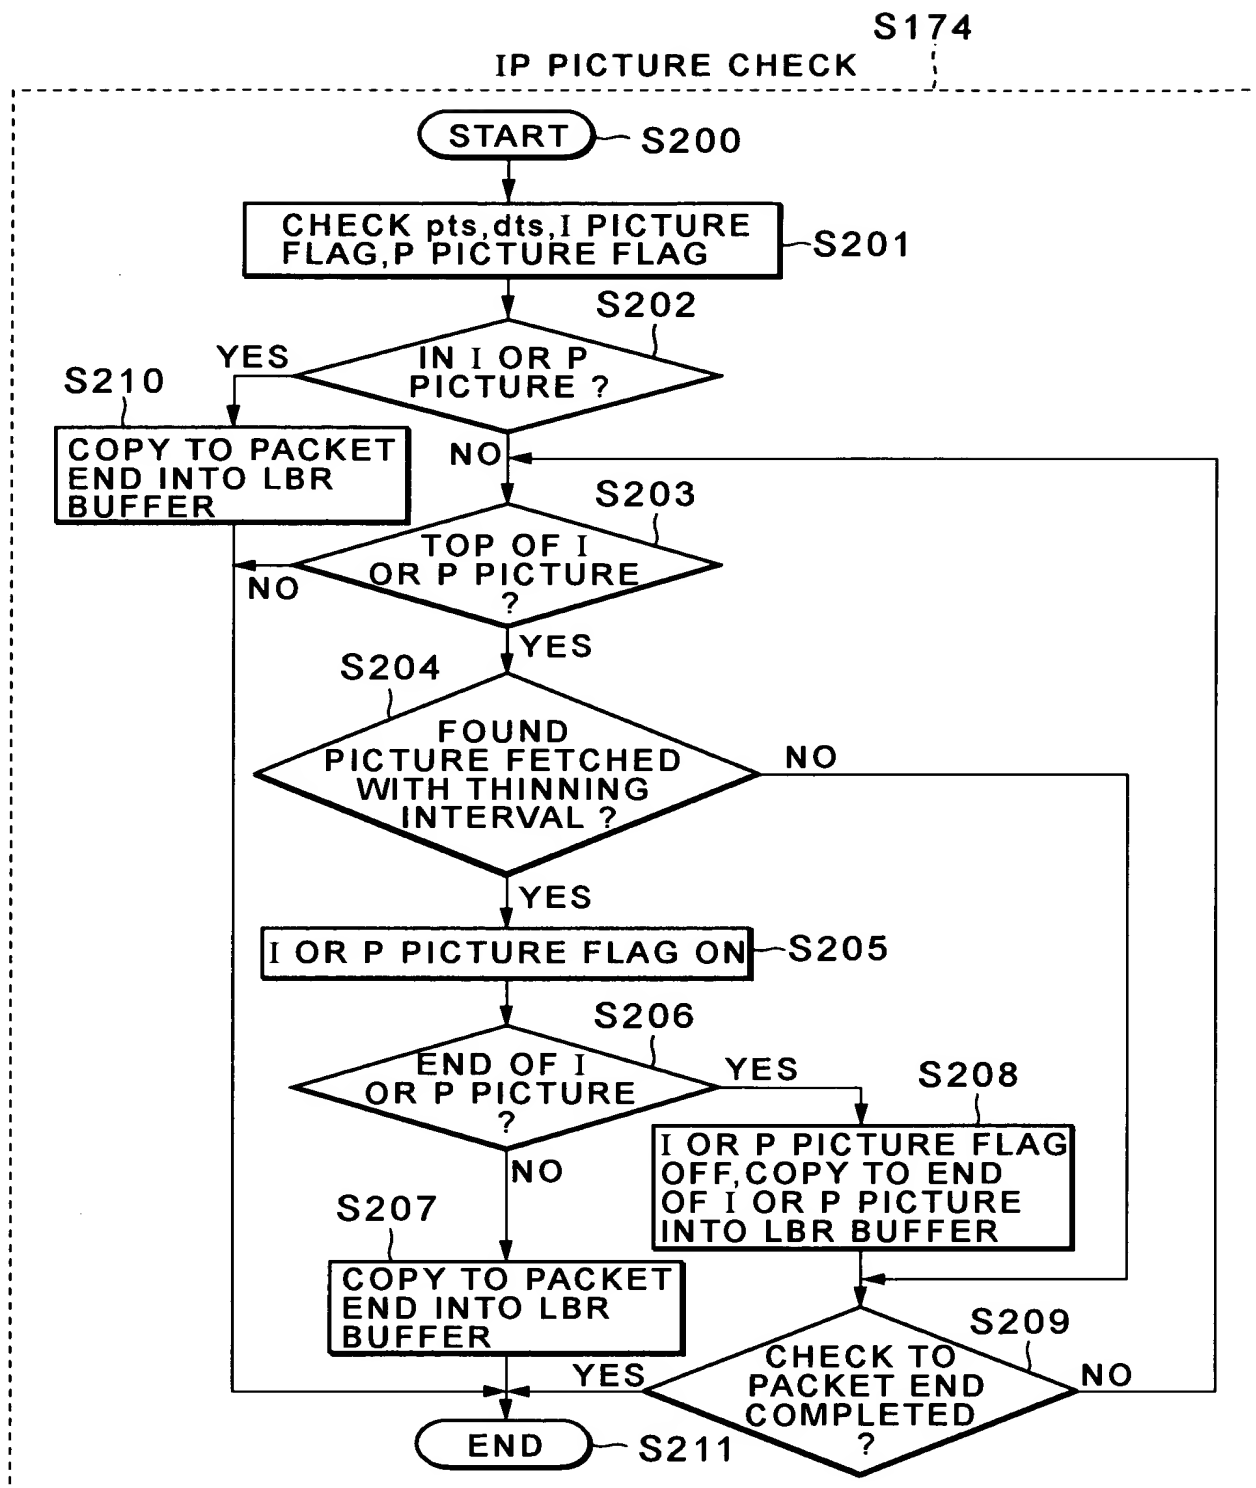 S174
IP PICTURE CHECK
START
S200
CHECK pts,dts,I PICTURE
FLAG,P PICTURE FLAG
S201
S202
IN I OR P
PICTURE ?
YES
S210
COPY TO PACKET
END INTO LBR
BUFFER
NO
S203
TOP OF I
OR P PICTURE
?
NO
YES
S204
FOUND
PICTURE FETCHED
WITH THINNING
INTERVAL ?
NO
YES
I OR P PICTURE FLAG ON
S205
S206
END OF I
OR P PICTURE
?
YES
S208
I OR P PICTURE FLAG
OFF,COPY TO END
OF I OR P PICTURE
INTO LBR BUFFER
NO
S207
COPY TO PACKET
END INTO LBR
BUFFER
S209
CHECK TO
PACKET END
COMPLETED
?
YES
NO
END
S211